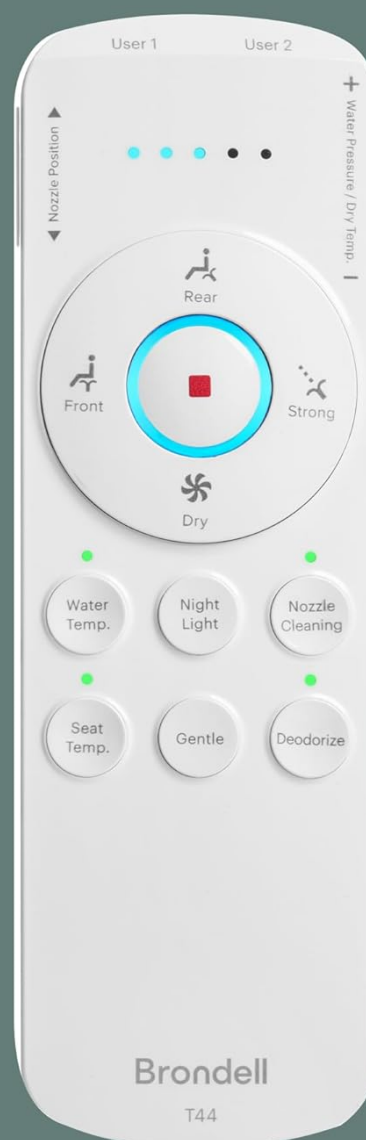 User 1
User 2
▲ Nozzle Position ▼
+ Water Pressure / Dry Temp. −
Rear
Front
Strong
Dry
Water
Temp.
Night
Light
Nozzle
Cleaning
Seat
Temp.
Gentle
Deodorize
Brondell
T44